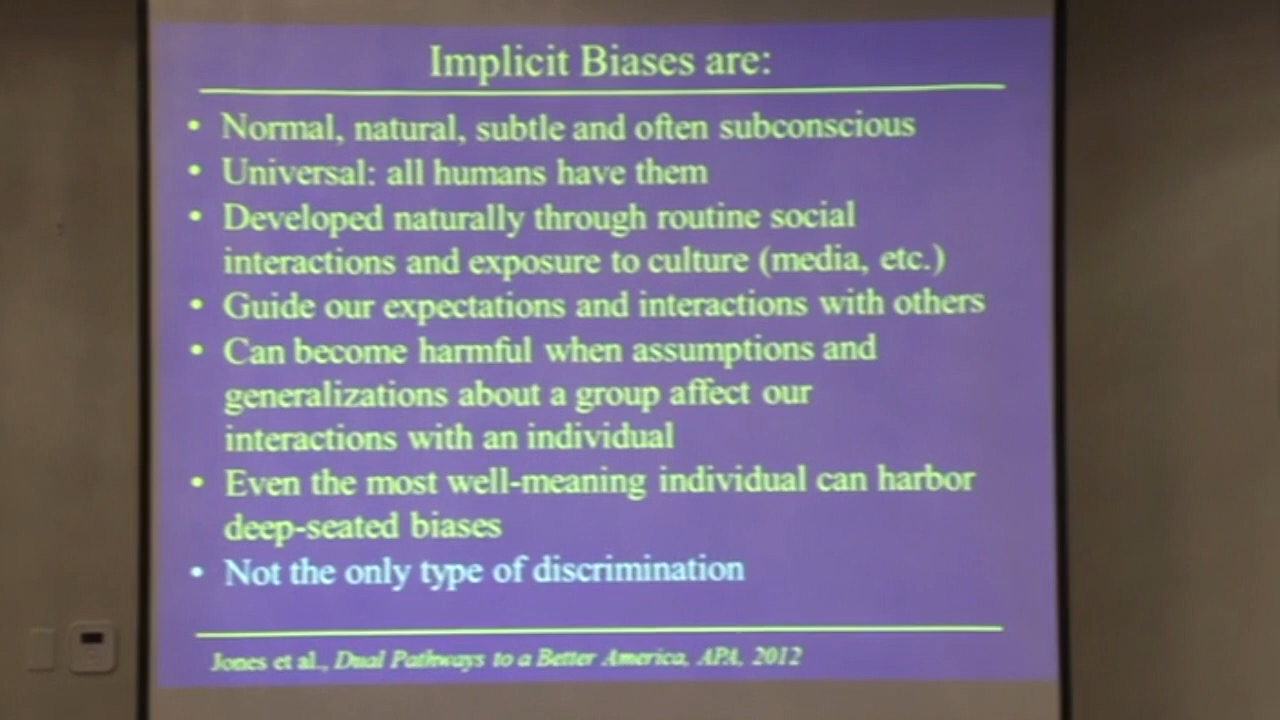 Implicit Biases are:
• Normal, natural, subtle and often subconscious
• Universal: all humans have them
• Developed naturally through routine social
interactions and exposure to culture (media, etc.)
• Guide our expectations and interactions with others
• Can become harmful when assumptions and
generalizations about a group affect our
interactions with an individual
• Even the most well-meaning individual can harbor
deep-seated biases
• Not the only type of discrimination
Jones et al., Dual Pathways to a Better America, APA, 2012